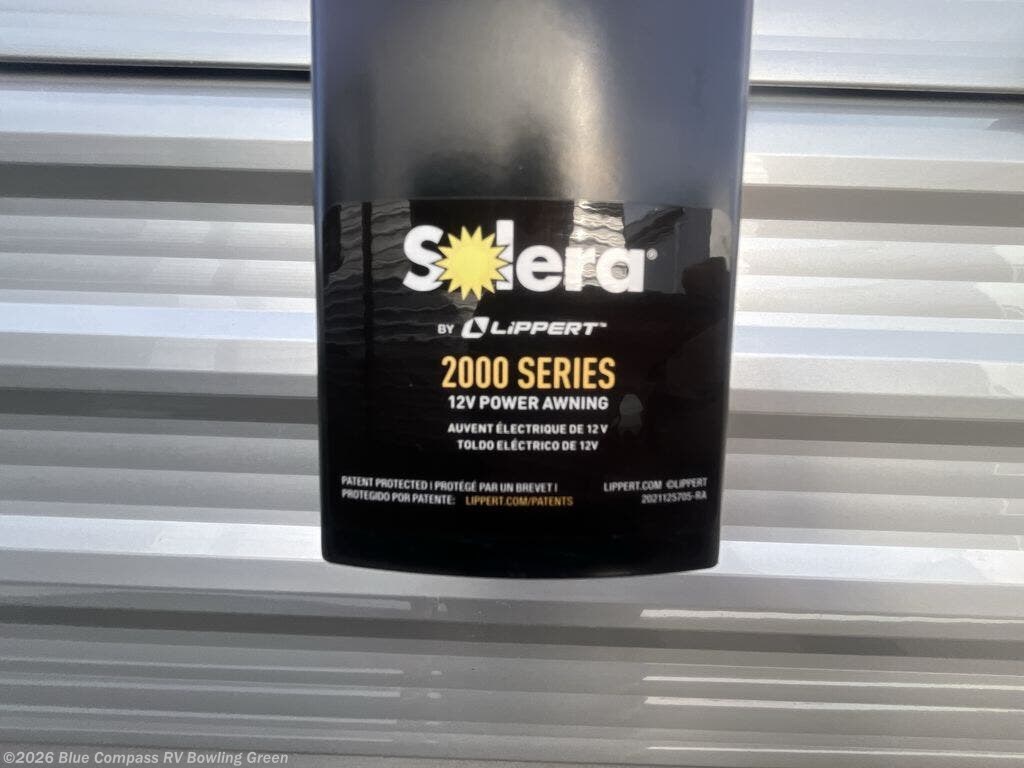 Solera®
BY LiPPERT™
2000 SERIES
12V POWER AWNING
AUVENT ÉLECTRIQUE DE 12 V
TOLDO ELÉCTRICO DE 12V
PATENT PROTECTED | PROTÉGÉ PAR UN BREVET |
PROTEGIDO POR PATENTE: LIPPERT.COM/PATENTS
LIPPERT.COM ©LIPPERT
2021125705-RA
©2026 Blue Compass RV Bowling Green